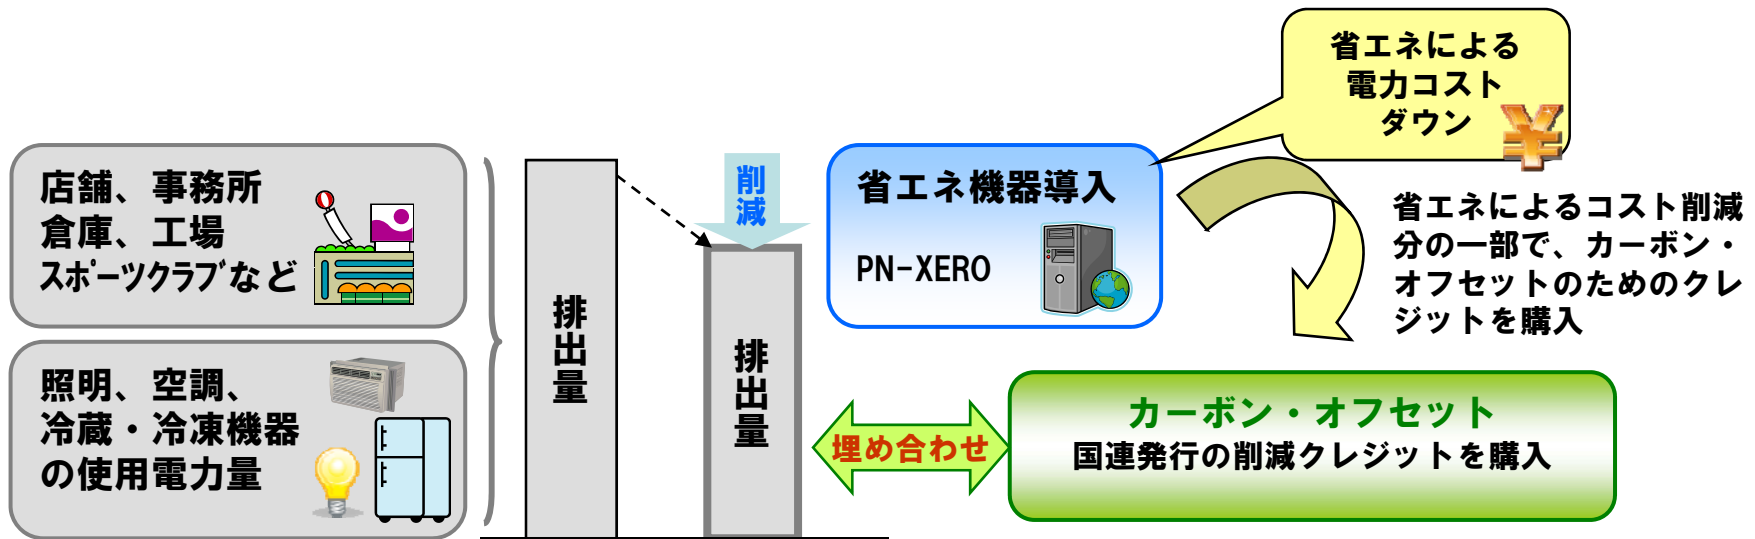 店舗、事務所
倉庫、工場
ｽﾎﾟｰﾂｸﾗﾌﾞなど
照明、空調、
冷蔵・冷凍機器
の使用電力量
排出量
削減
排出量
省エネ機器導入
PN-XERO
省エネによる
電力コスト
ダウン
省エネによるコスト削減
分の一部で、カーボン・
オフセットのためのクレ
ジットを購入
埋め合わせ
カーボン・オフセット
国連発行の削減クレジットを購入